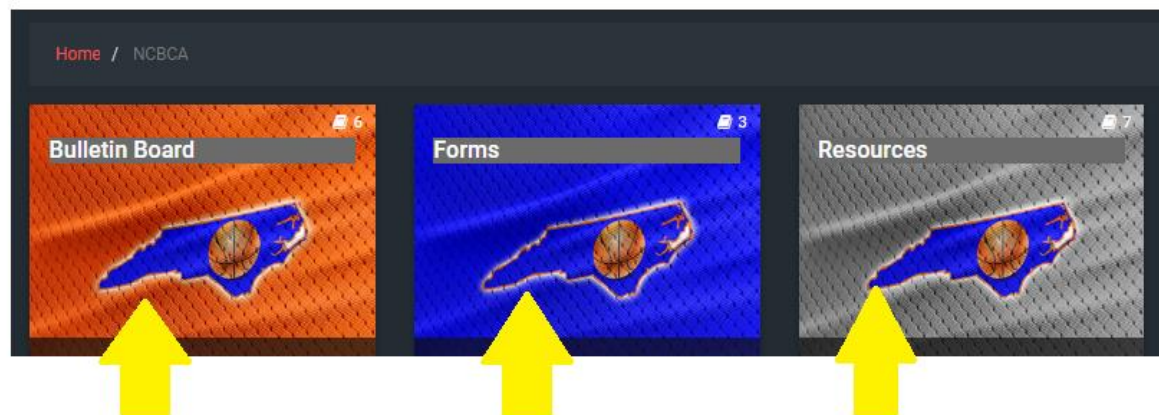 Home / NCBCA
6
Bulletin Board
3
Forms
7
Resources